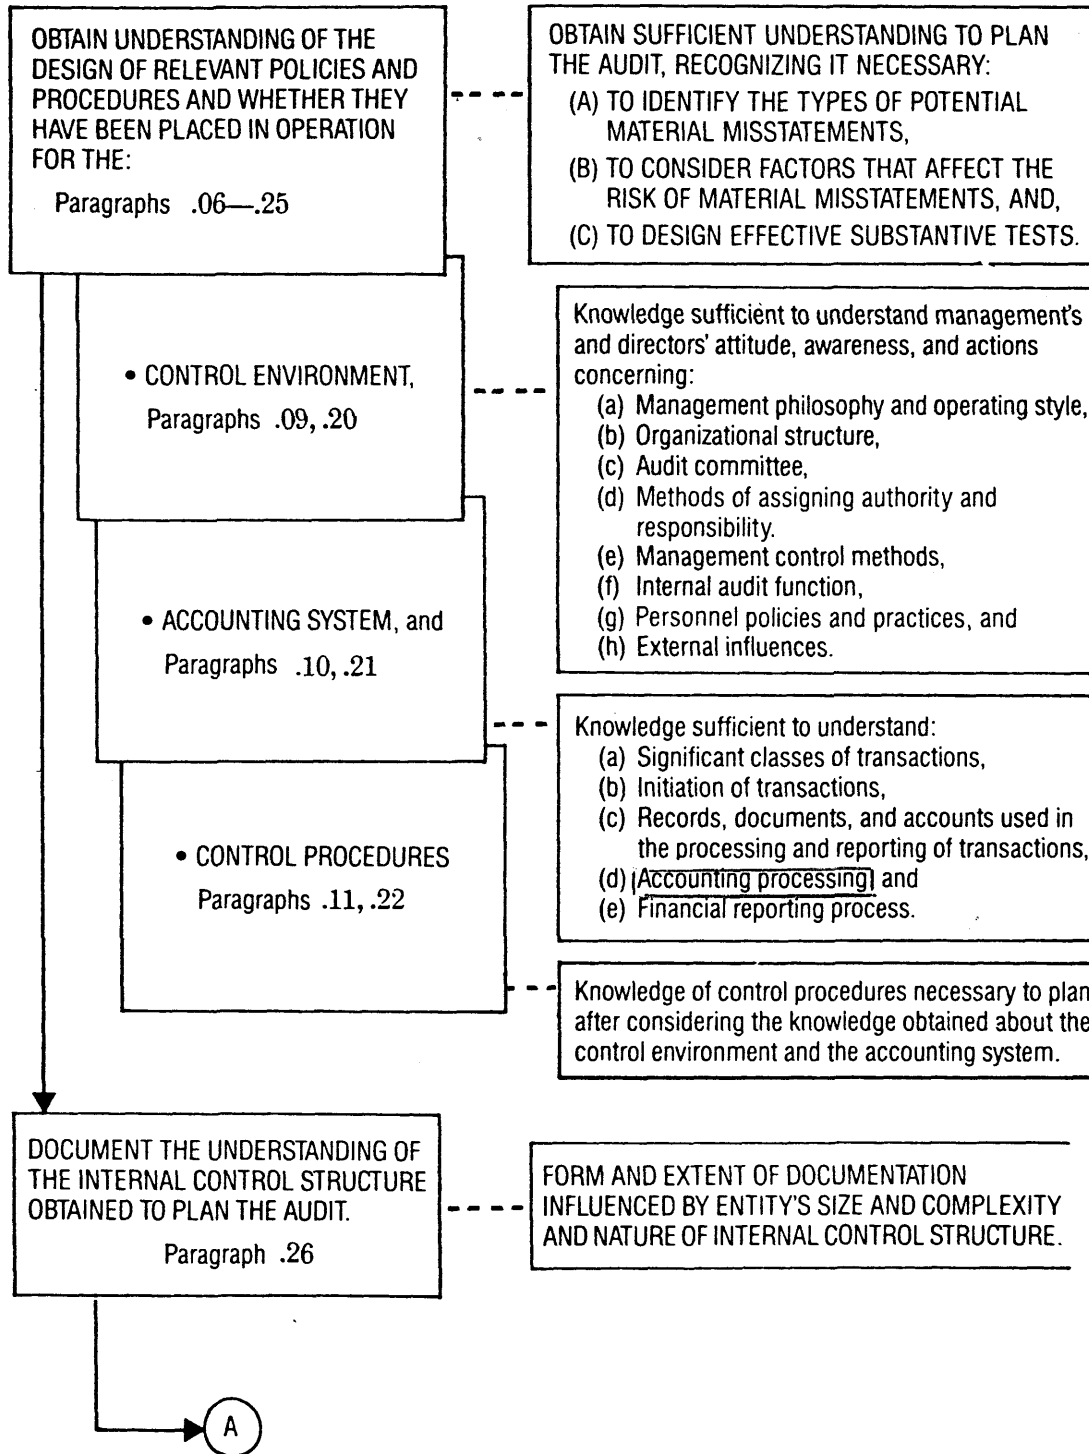 OBTAIN UNDERSTANDING OF THE
DESIGN OF RELEVANT POLICIES AND
PROCEDURES AND WHETHER THEY
HAVE BEEN PLACED IN OPERATION
FOR THE:
Paragraphs .06—.25
OBTAIN SUFFICIENT UNDERSTANDING TO PLAN
THE AUDIT, RECOGNIZING IT NECESSARY:
(A) TO IDENTIFY THE TYPES OF POTENTIAL
MATERIAL MISSTATEMENTS,
(B) TO CONSIDER FACTORS THAT AFFECT THE
RISK OF MATERIAL MISSTATEMENTS, AND,
(C) TO DESIGN EFFECTIVE SUBSTANTIVE TESTS.
• CONTROL ENVIRONMENT,
Paragraphs .09, .20
Knowledge sufficient to understand management's
and directors' attitude, awareness, and actions
concerning:
(a) Management philosophy and operating style,
(b) Organizational structure,
(c) Audit committee,
(d) Methods of assigning authority and
responsibility.
(e) Management control methods,
(f) Internal audit function,
(g) Personnel policies and practices, and
(h) External influences.
• ACCOUNTING SYSTEM, and
Paragraphs .10, .21
Knowledge sufficient to understand:
(a) Significant classes of transactions,
(b) Initiation of transactions,
(c) Records, documents, and accounts used in
the processing and reporting of transactions,
(d) Accounting processing and
(e) Financial reporting process.
• CONTROL PROCEDURES
Paragraphs .11, .22
Knowledge of control procedures necessary to plan
after considering the knowledge obtained about the
control environment and the accounting system.
DOCUMENT THE UNDERSTANDING OF
THE INTERNAL CONTROL STRUCTURE
OBTAINED TO PLAN THE AUDIT.
Paragraph .26
FORM AND EXTENT OF DOCUMENTATION
INFLUENCED BY ENTITY'S SIZE AND COMPLEXITY
AND NATURE OF INTERNAL CONTROL STRUCTURE.
A